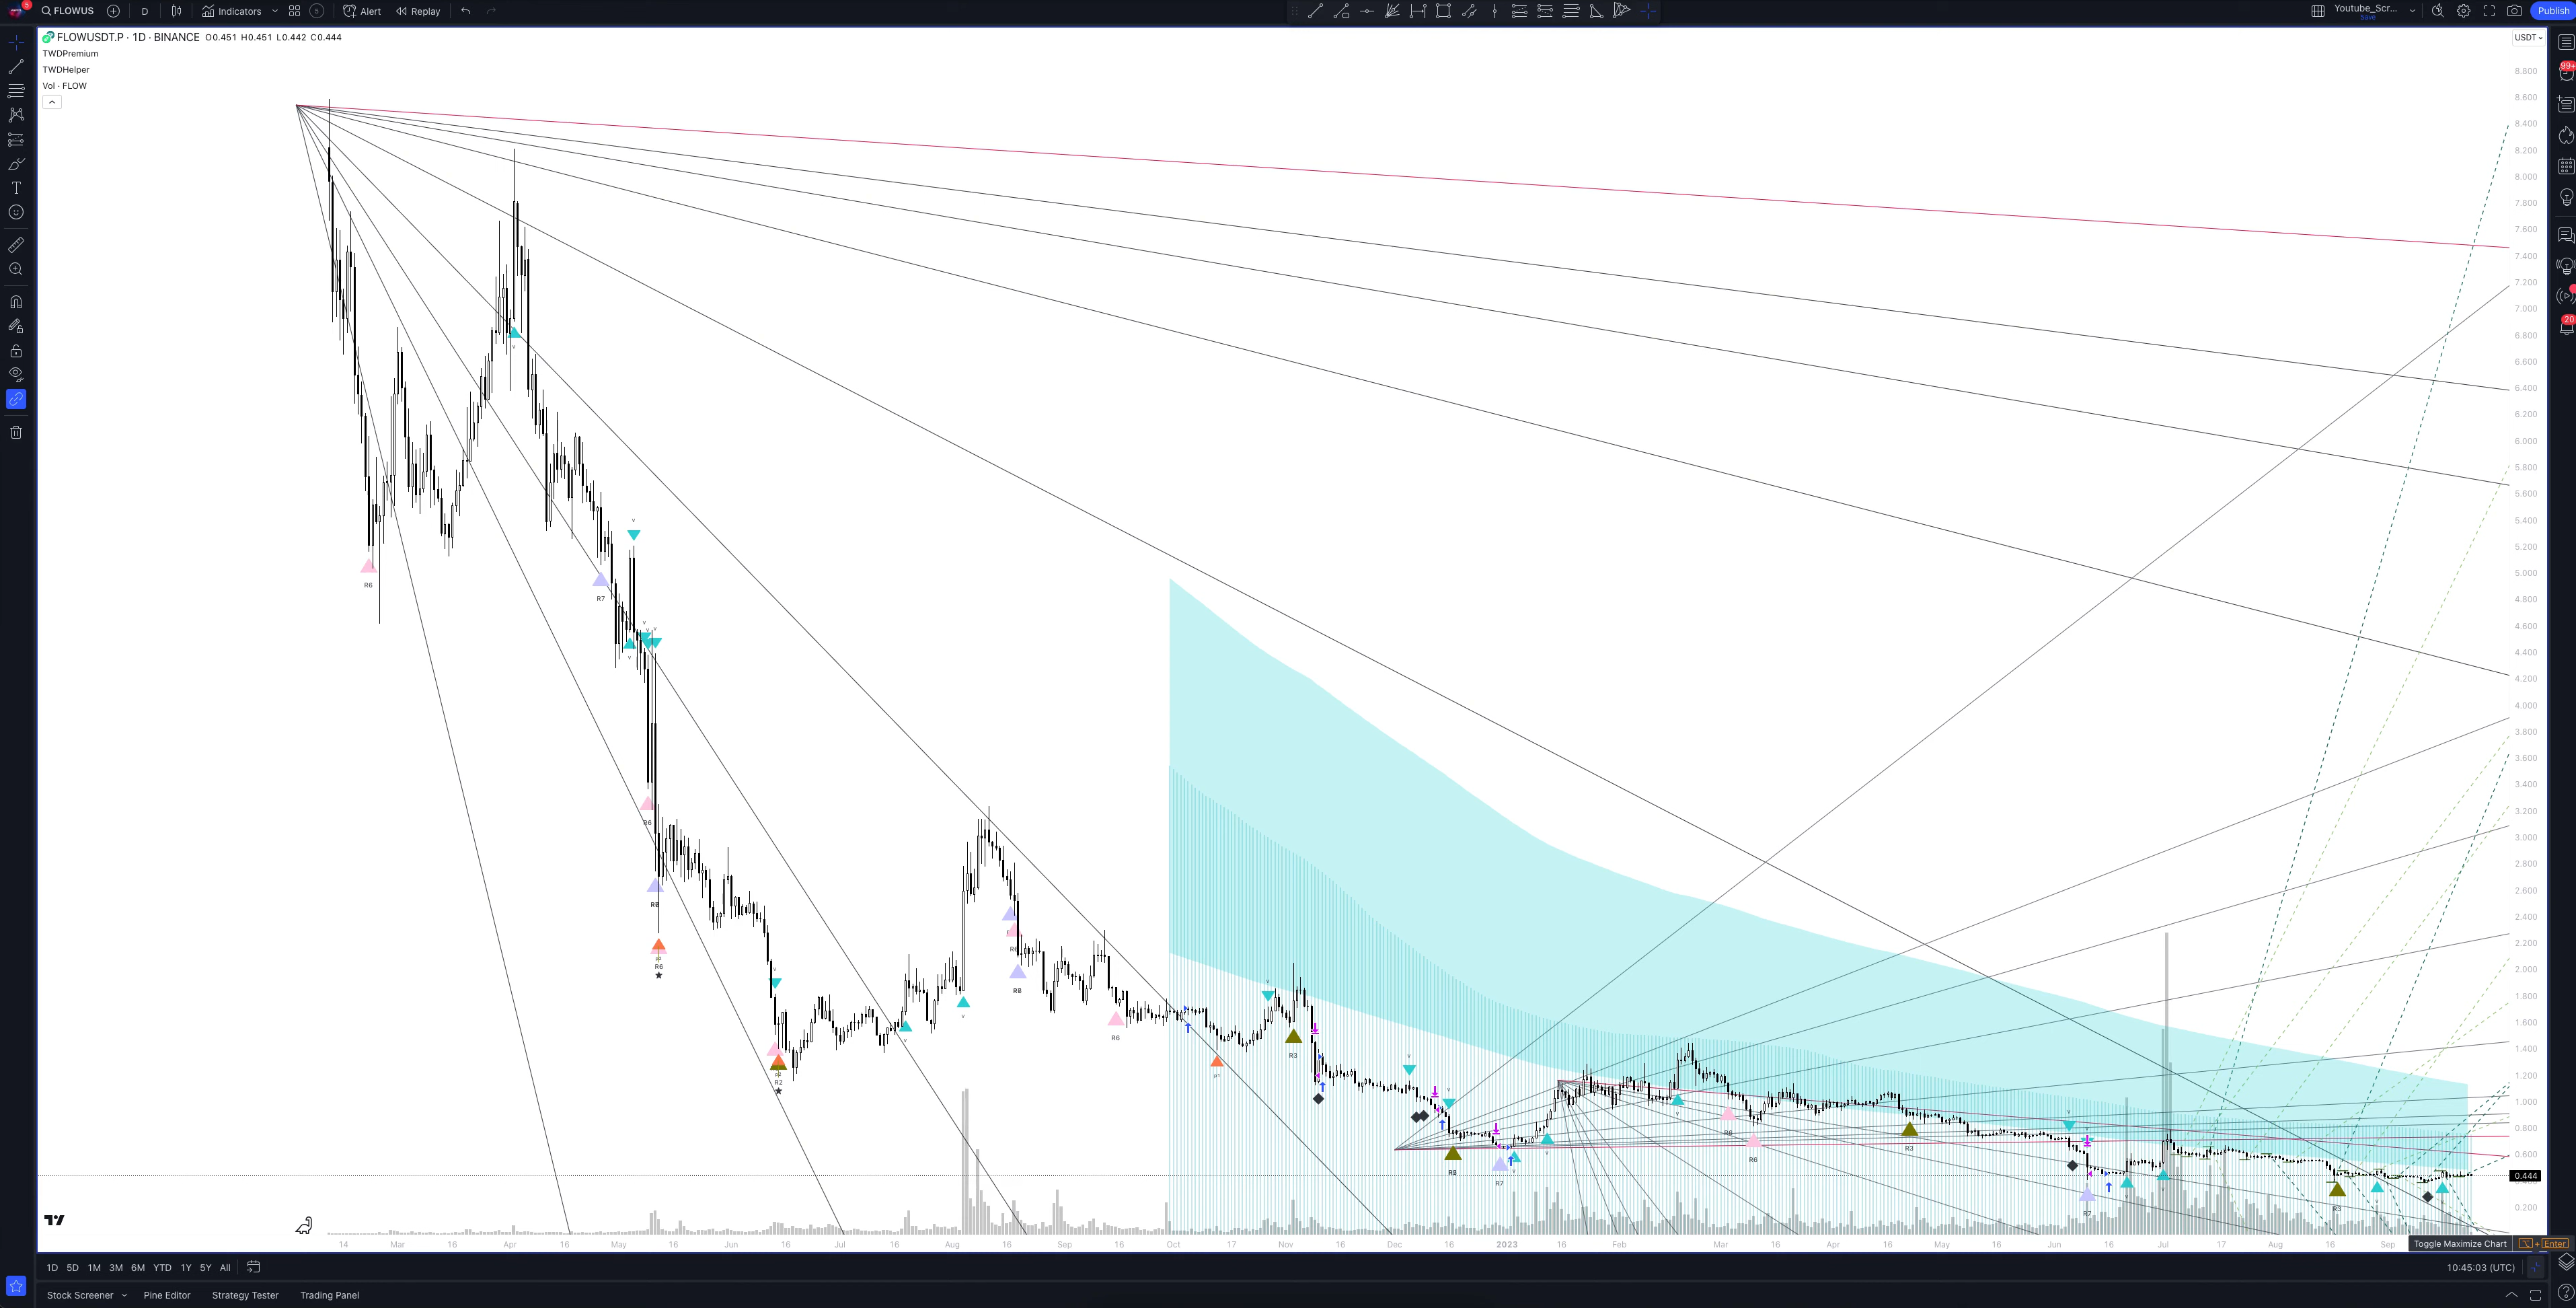 5
FLOWUS
D
Indicators
5
Alert
Replay
Youtube_Scr...
Save
Publish
FLOWUSDT.P · 1D · BINANCE O0.451 H0.451 L0.442 C0.444
TWDPremium
TWDHelper
Vol · FLOW
USDT
99+
20
8.800
8.600
8.400
8.200
8.000
7.800
7.600
7.400
7.200
7.000
6.800
6.600
6.400
6.200
6.000
5.800
5.600
5.400
5.200
5.000
4.800
4.600
4.400
4.200
4.000
3.800
3.600
3.400
3.200
3.000
2.800
2.600
2.400
2.200
2.000
1.800
1.600
1.400
1.200
1.000
0.800
0.600
0.444
0.200
R6
v
R7
v
v
v
v
R6
R6
v
R2
v
v
R6
R6
v
R3
v
v
R7
v
v
v
R6
R6
R3
v
R7
R3
14 Mar 16 Apr 16 May 16 Jun 16 Jul 16 Aug 16 Sep 16 Oct 17 Nov 16 Dec 16 2023 16 Feb Mar 16 Apr 16 May 16 Jun 16 Jul 17 Aug 16 Sep
Toggle Maximize Chart
+ Enter
1D 5D 1M 3M 6M YTD 1Y 5Y All
10:45:03 (UTC)
Stock Screener Pine Editor Strategy Tester Trading Panel